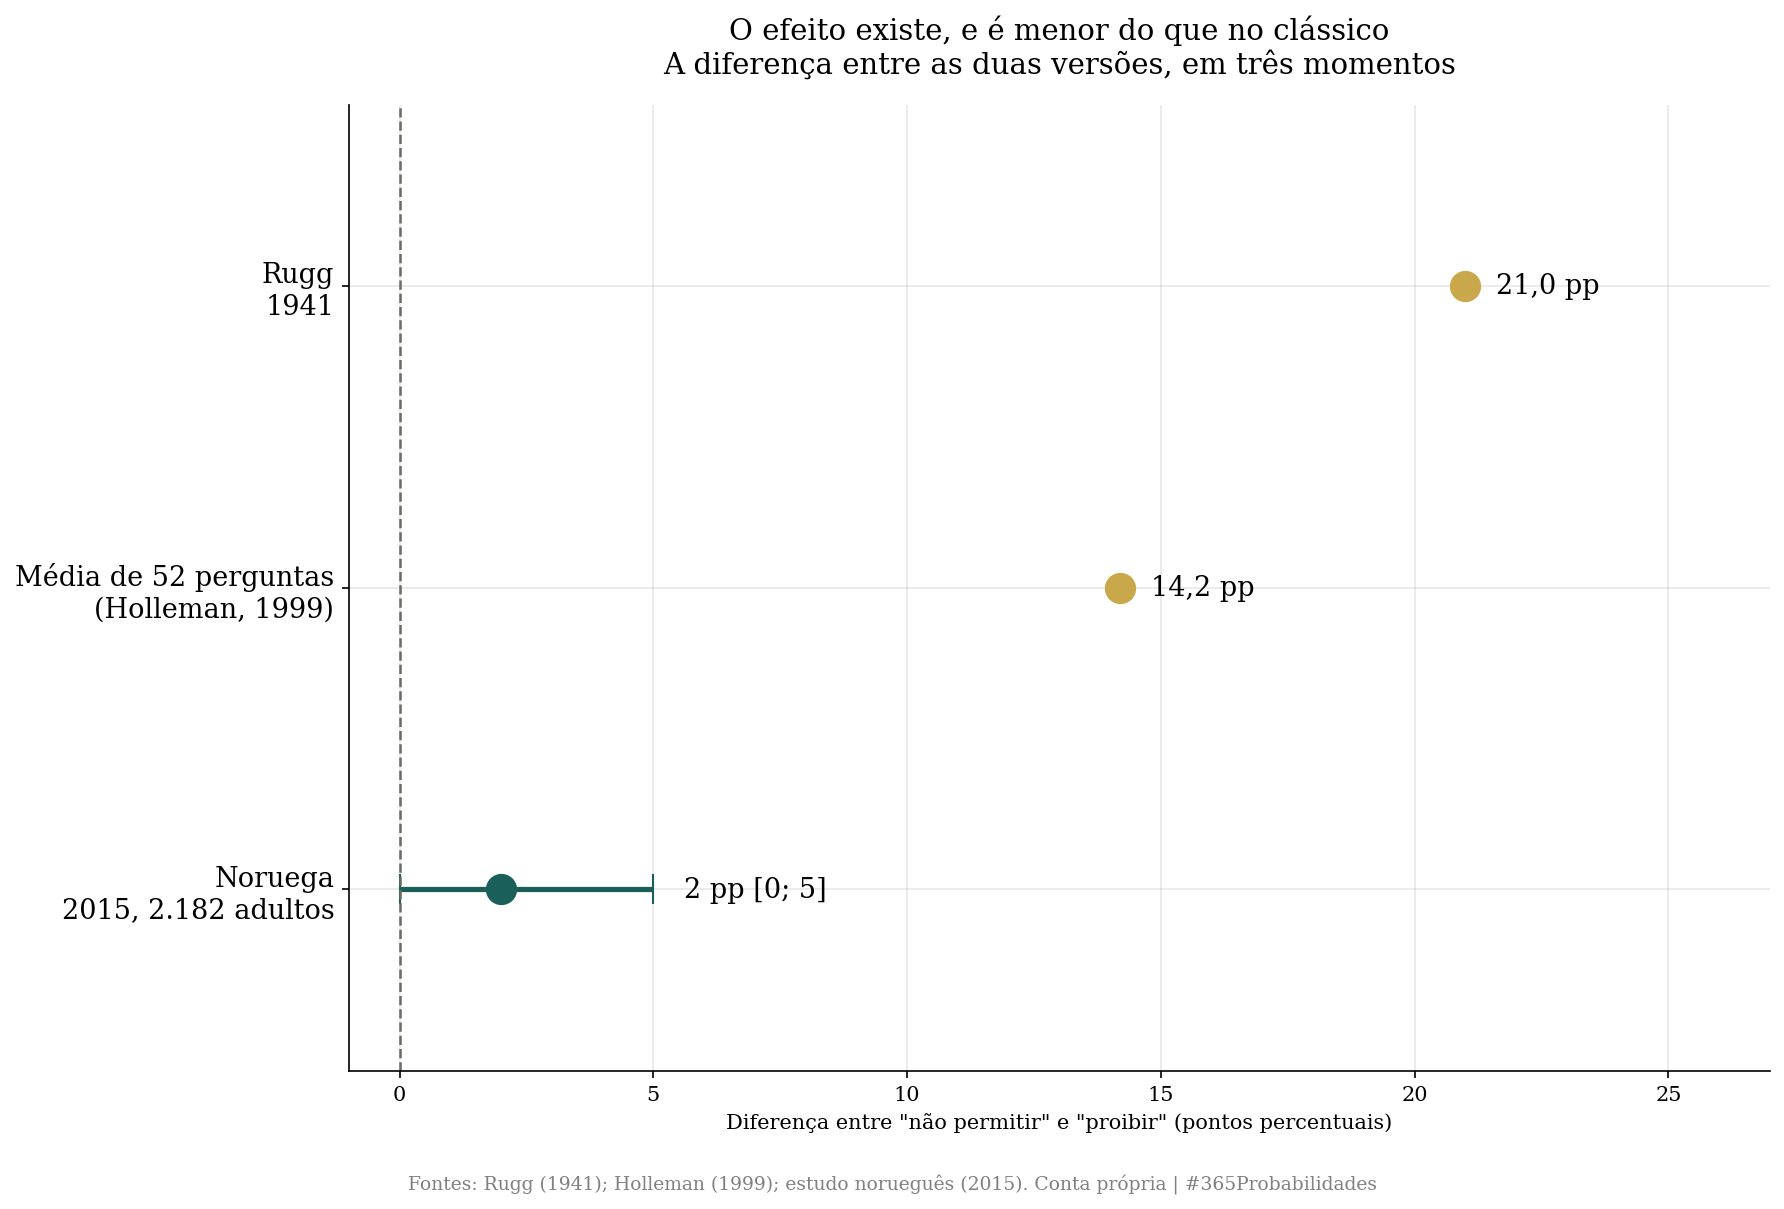 O efeito existe, e é menor do que no clássico
A diferença entre as duas versões, em três momentos
Rugg
1941
21,0 pp
Média de 52 perguntas
(Holleman, 1999)
14,2 pp
Noruega
2015, 2.182 adultos
2 pp [0; 5]
0 5 10 15 20 25
Diferença entre "não permitir" e "proibir" (pontos percentuais)
Fontes: Rugg (1941); Holleman (1999); estudo norueguês (2015). Conta própria | #365Probabilidades